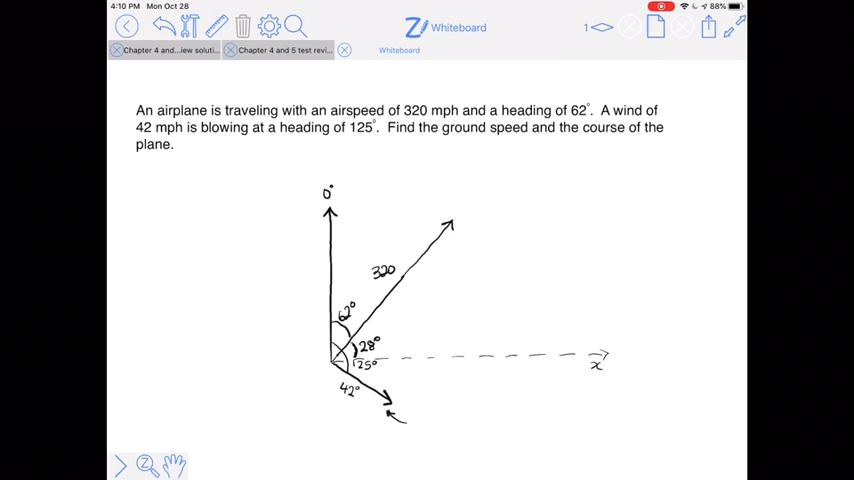 4:10 PM Mon Oct 28
88%
Whiteboard
1
Chapter 4 and...iew soluti...
Chapter 4 and 5 test revi...
Whiteboard
An airplane is traveling with an airspeed of 320 mph and a heading of 62°. A wind of
42 mph is blowing at a heading of 125°. Find the ground speed and the course of the
plane.
0°
320
62°
28°
125°
x
42°